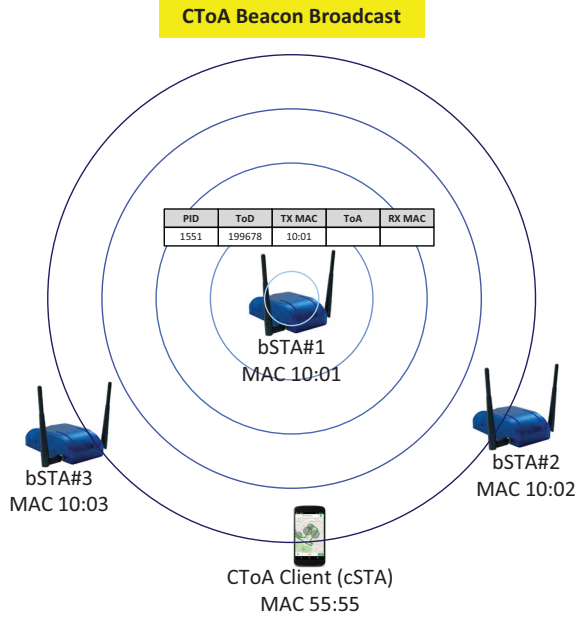 CToA Beacon Broadcast
PID ToD TX MAC ToA RX MAC
1551 199678 10:01
bSTA#1
MAC 10:01
bSTA#3
MAC 10:03
bSTA#2
MAC 10:02
CToA Client (cSTA)
MAC 55:55